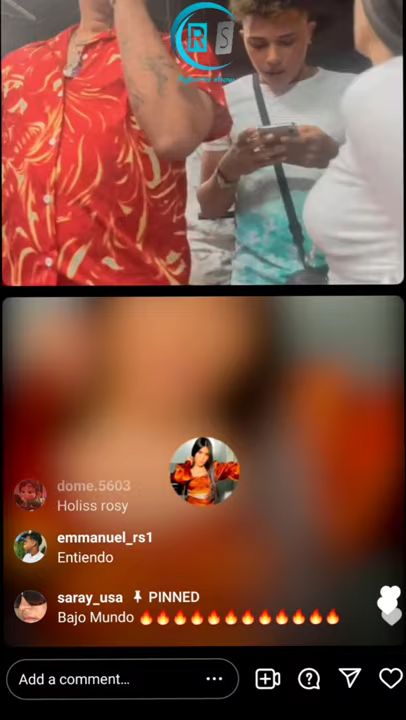 R S
dome.5603
Holiss rosy
emmanuel_rs1
Entiendo
saray_usa PINNED
Bajo Mundo 🔥🔥🔥🔥🔥🔥🔥🔥🔥🔥🔥🔥
Add a comment...